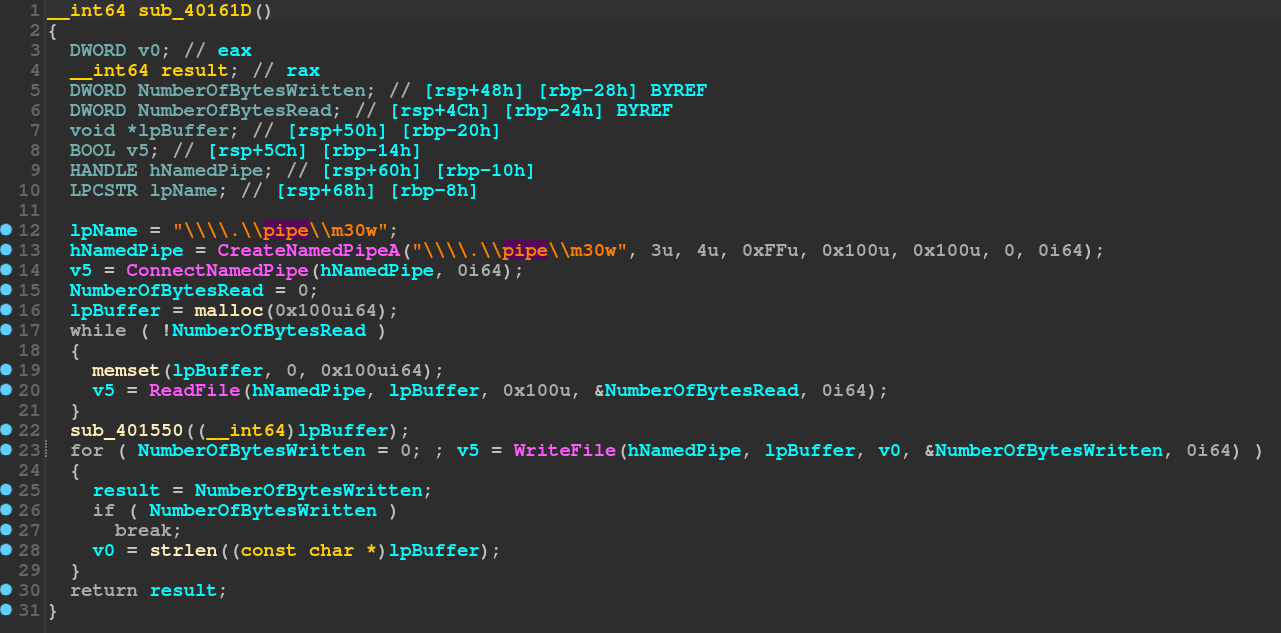 1 __int64 sub_40161D()
2 {
3   DWORD v0; // eax
4   __int64 result; // rax
5   DWORD NumberOfBytesWritten; // [rsp+48h] [rbp-28h] BYREF
6   DWORD NumberOfBytesRead; // [rsp+4Ch] [rbp-24h] BYREF
7   void *lpBuffer; // [rsp+50h] [rbp-20h]
8   BOOL v5; // [rsp+5Ch] [rbp-14h]
9   HANDLE hNamedPipe; // [rsp+60h] [rbp-10h]
10   LPCSTR lpName; // [rsp+68h] [rbp-8h]
11
12   lpName = "\\\\.\\pipe\\m30w";
13   hNamedPipe = CreateNamedPipeA("\\\\.\\pipe\\m30w", 3u, 4u, 0xFFu, 0x100u, 0x100u, 0, 0i64);
14   v5 = ConnectNamedPipe(hNamedPipe, 0i64);
15   NumberOfBytesRead = 0;
16   lpBuffer = malloc(0x100ui64);
17   while ( !NumberOfBytesRead )
18   {
19     memset(lpBuffer, 0, 0x100ui64);
20     v5 = ReadFile(hNamedPipe, lpBuffer, 0x100u, &NumberOfBytesRead, 0i64);
21   }
22   sub_401550((__int64)lpBuffer);
23   for ( NumberOfBytesWritten = 0; ; v5 = WriteFile(hNamedPipe, lpBuffer, v0, &NumberOfBytesWritten, 0i64) )
24   {
25     result = NumberOfBytesWritten;
26     if ( NumberOfBytesWritten )
27       break;
28     v0 = strlen((const char *)lpBuffer);
29   }
30   return result;
31 }